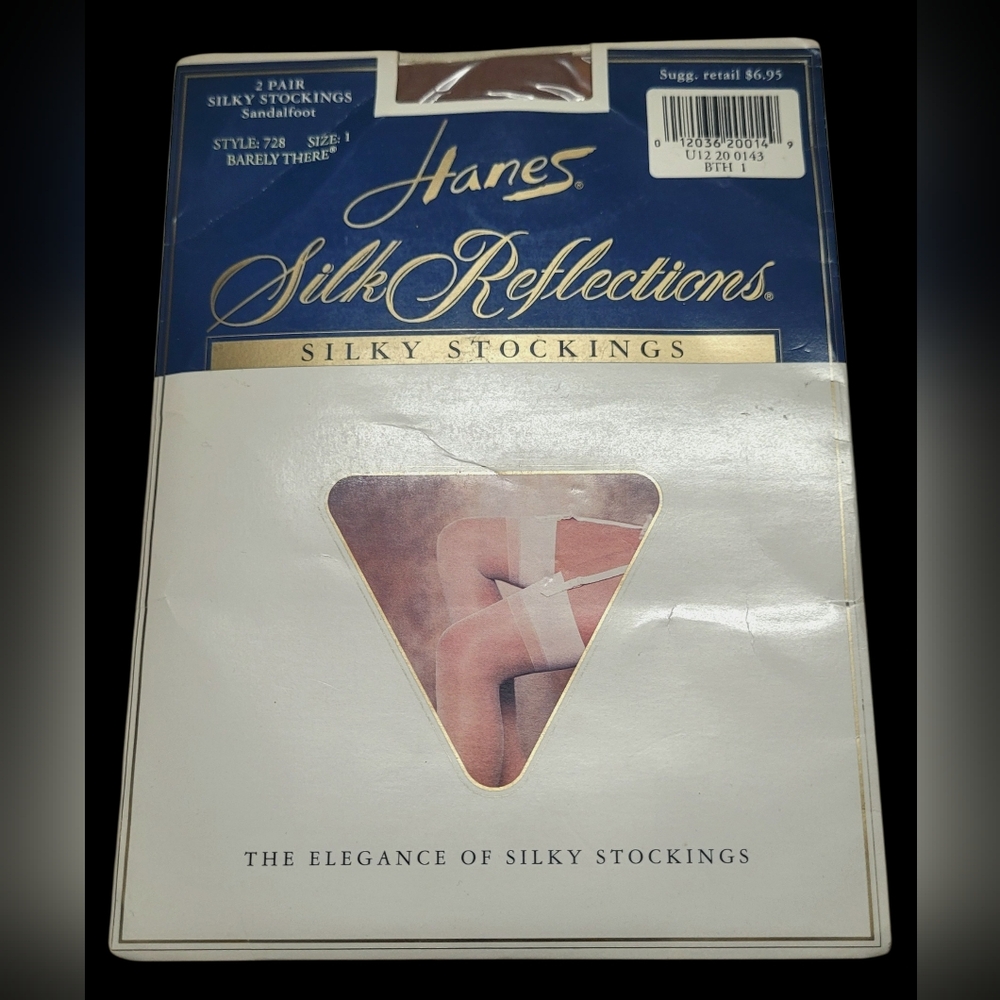 2 PAIR
SILKY STOCKINGS
Sandalfoot
STYLE: 728 SIZE: 1
BARELY THERE®
Sugg. retail $6.95
0 12036 20014 9
U12 20 0143
BTH 1
Hanes®
Silk Reflections®
SILKY STOCKINGS
THE ELEGANCE OF SILKY STOCKINGS